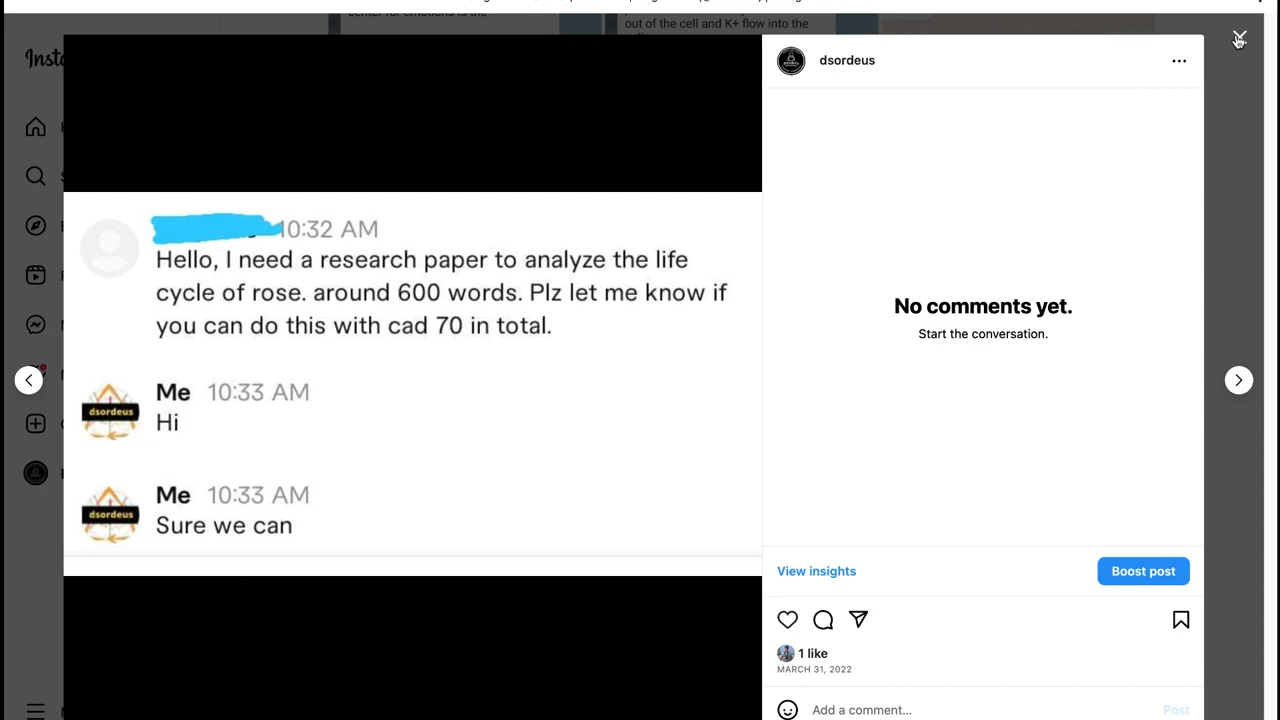 out of the cell and K+ flow into the
Insta
dsordeus
10:32 AM
Hello, I need a research paper to analyze the life
cycle of rose. around 600 words. Plz let me know if
you can do this with cad 70 in total.
Me 10:33 AM
dsordeus
Hi
Me 10:33 AM
dsordeus
Sure we can
No comments yet.
Start the conversation.
View insights
Boost post
1 like
MARCH 31, 2022
Add a comment...
Post